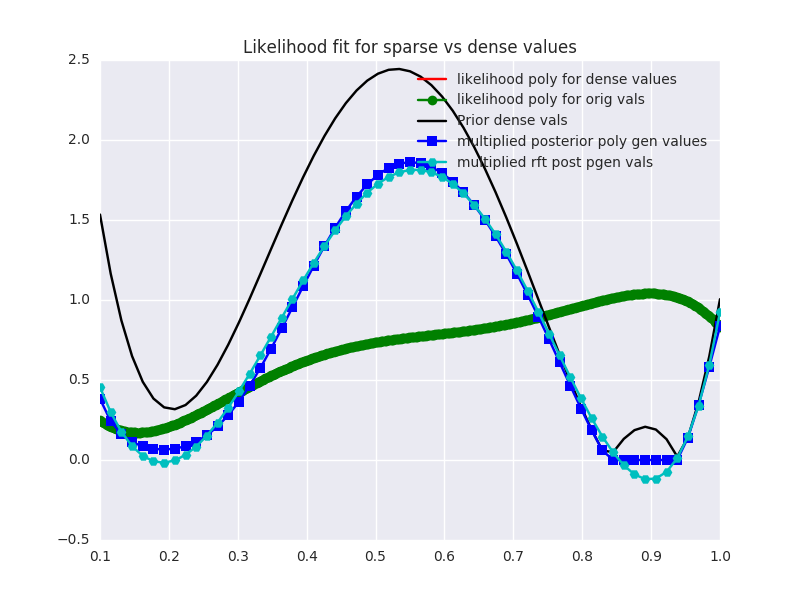 Likelihood fit for sparse vs dense values
likelihood poly for dense values
likelihood poly for orig vals
Prior dense vals
multiplied posterior poly gen values
multiplied rft post pgen vals
2.5
2.0
1.5
1.0
0.5
0.0
−0.5
0.1 0.2 0.3 0.4 0.5 0.6 0.7 0.8 0.9 1.0